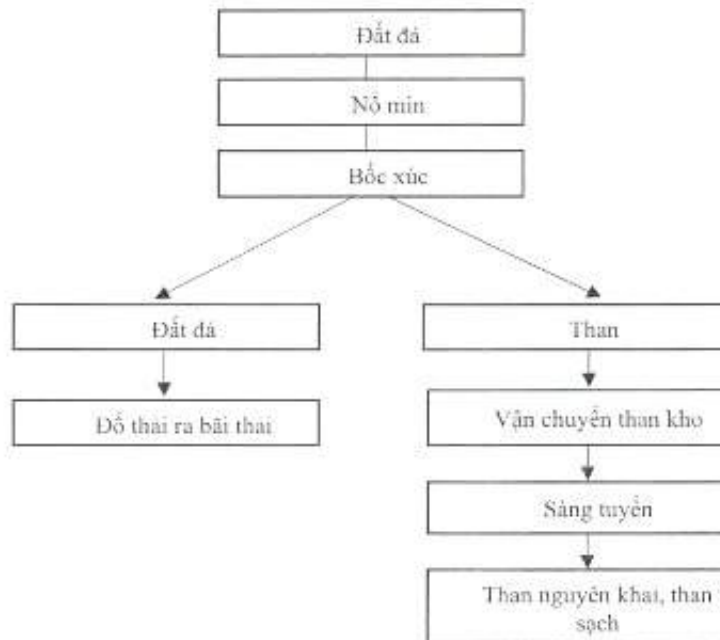 Đất đá
Nổ mìn
Bốc xúc
Đất đá
Than
Đổ thải ra bãi thải
Vận chuyển than kho
Sàng tuyển
Than nguyên khai, than
sạch